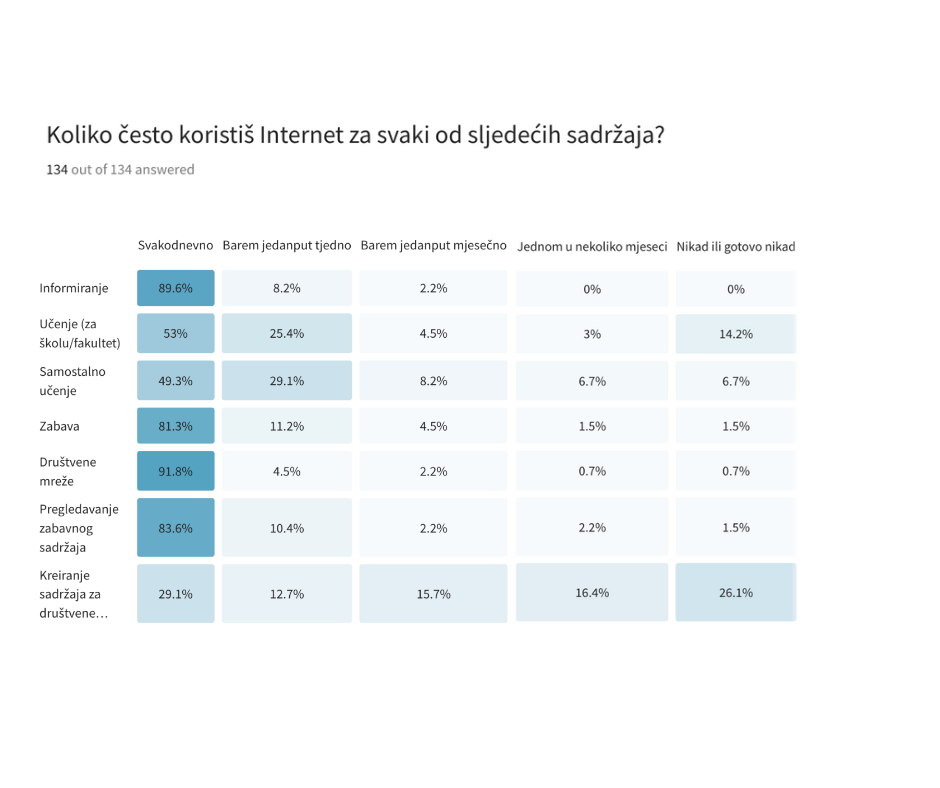 Koliko često koristiš Internet za svaki od sljedećih sadržaja?
134 out of 134 answered
Svakodnevno Barem jedanput tjedno Barem jedanput mjesečno Jednom u nekoliko mjeseci Nikad ili gotovo nikad
Informiranje 89.6% 8.2% 2.2% 0% 0%
Učenje (za
školu/fakultet) 53% 25.4% 4.5% 3% 14.2%
Samostalno
učenje 49.3% 29.1% 8.2% 6.7% 6.7%
Zabava 81.3% 11.2% 4.5% 1.5% 1.5%
Društvene
mreže 91.8% 4.5% 2.2% 0.7% 0.7%
Pregledavanje
zabavnog 83.6% 10.4% 2.2% 2.2% 1.5%
sadržaja
Kreiranje
sadržaja za 29.1% 12.7% 15.7% 16.4% 26.1%
društvene...